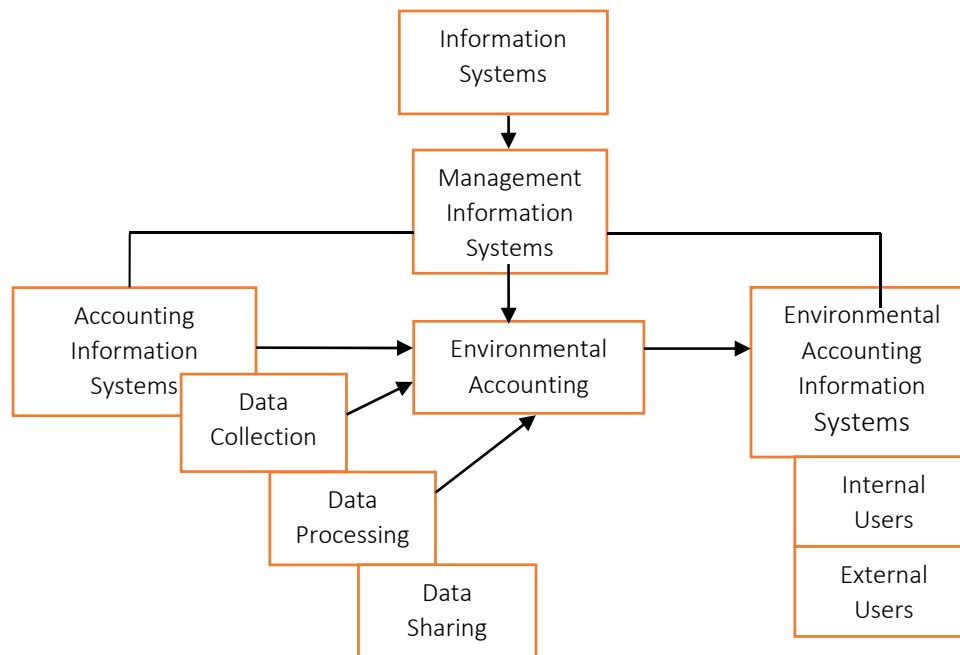 Information
Systems
Management
Information
Systems
Accounting
Information
Systems
Environmental
Accounting
Environmental
Accounting
Information
Systems
Data
Collection
Data
Processing
Data
Sharing
Internal
Users
External
Users